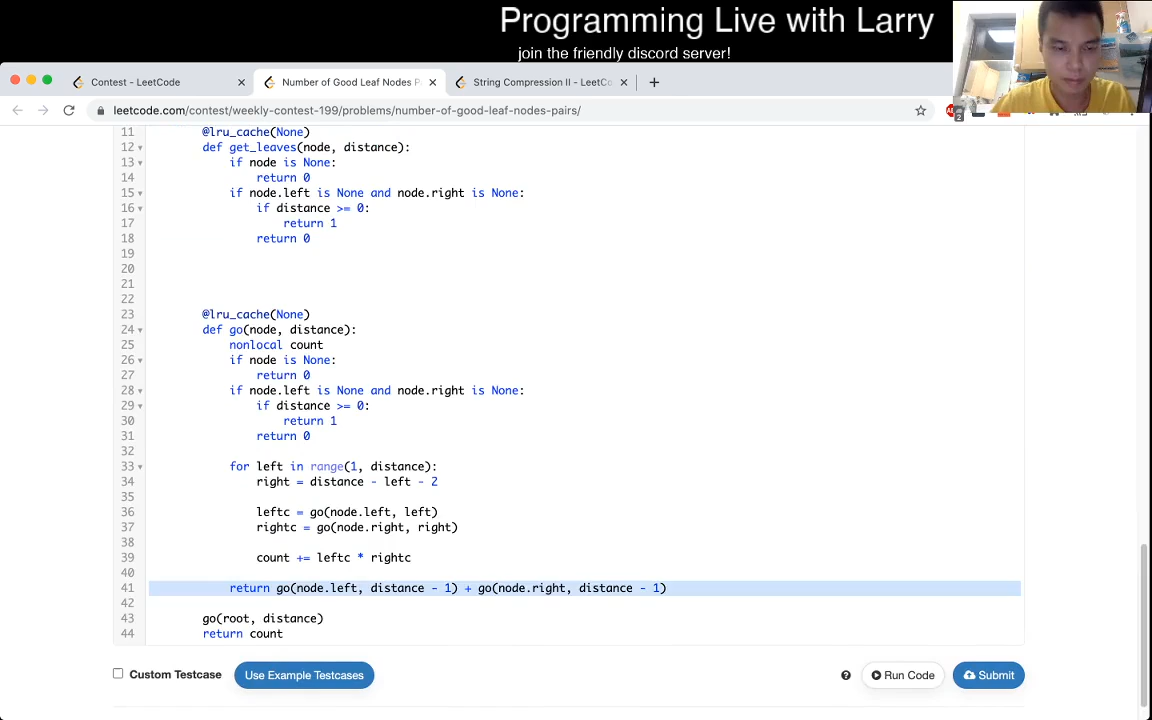 Programming Live with Larry
join the friendly discord server!
Contest - LeetCode
Number of Good Leaf Nodes P
String Compression II - LeetCo
leetcode.com/contest/weekly-contest-199/problems/number-of-good-leaf-nodes-pairs/
11 @lru_cache(None)
12 def get_leaves(node, distance):
13 if node is None:
14 return 0
15 if node.left is None and node.right is None:
16 if distance >= 0:
17 return 1
18 return 0
19
20
21
22
23 @lru_cache(None)
24 def go(node, distance):
25 nonlocal count
26 if node is None:
27 return 0
28 if node.left is None and node.right is None:
29 if distance >= 0:
30 return 1
31 return 0
32
33 for left in range(1, distance):
34 right = distance - left - 2
35
36 leftc = go(node.left, left)
37 rightc = go(node.right, right)
38
39 count += leftc * rightc
40
41 return go(node.left, distance - 1) + go(node.right, distance - 1)
42
43 go(root, distance)
44 return count
Custom Testcase
Use Example Testcases
Run Code
Submit